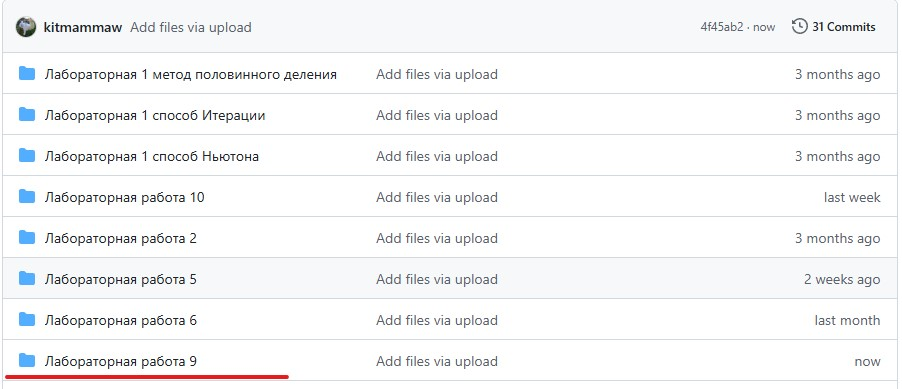 kitmammaw Add files via upload 4f45ab2 · now 31 Commits
Лабораторная 1 метод половинного деления Add files via upload 3 months ago
Лабораторная 1 способ Итерации Add files via upload 3 months ago
Лабораторная 1 способ Ньютона Add files via upload 3 months ago
Лабораторная работа 10 Add files via upload last week
Лабораторная работа 2 Add files via upload 3 months ago
Лабораторная работа 5 Add files via upload 2 weeks ago
Лабораторная работа 6 Add files via upload last month
Лабораторная работа 9 Add files via upload now